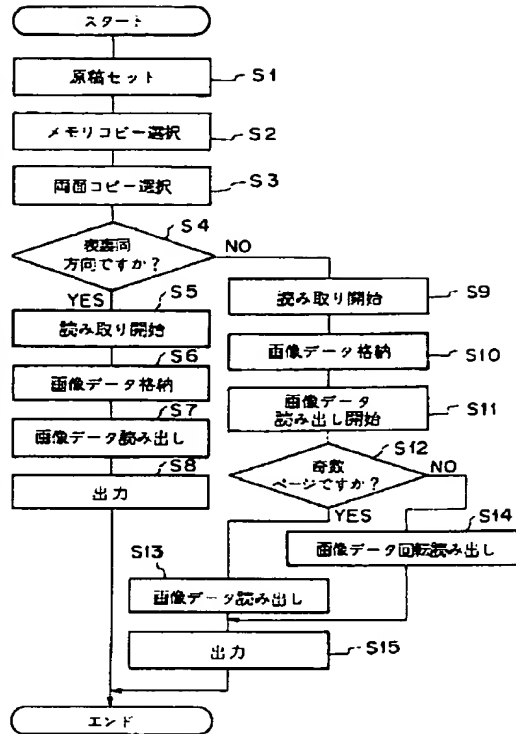 スタート
原稿セット
S1
メモリコピー選択
S2
両面コピー選択
S3
S4
表裏同
方向ですか?
NO
YES
S5
読み取り開始
S6
画像データ格納
S7
画像データ読み出し
S8
出力
読み取り開始
S9
画像データ格納
S10
画像データ
読み出し開始
S11
S12
奇数
ページですか?
NO
YES
S14
画像データ回転読み出し
S13
画像データ読み出し
出力
S15
エンド